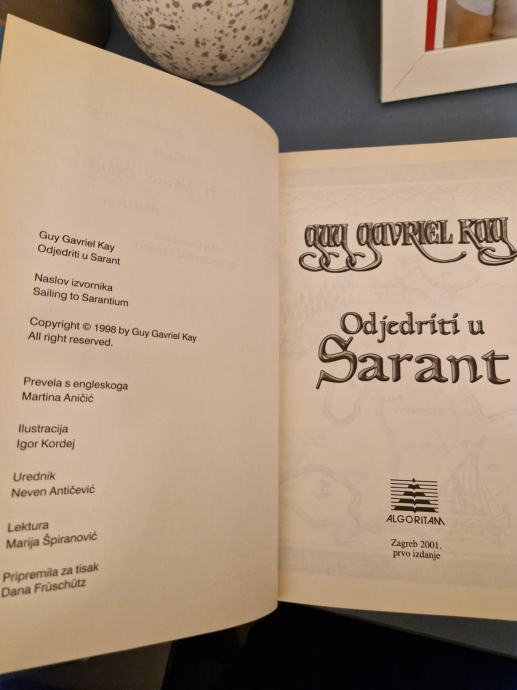 Guy Gavriel Kay
Odjedriti u Sarant
Naslov izvornika
Sailing to Sarantium
Copyright © 1998 by Guy Gavriel Kay
All right reserved.
Prevela s engleskoga
Martina Aničić
Ilustracija
Igor Kordej
Urednik
Neven Antičević
Lektura
Marija Špiranović
Pripremila za tisak
Dana Früschütz
GUY GAVRIEL KAY
Odjedriti u
Sarant
ALGORITAM
Zagreb 2001.
prvo izdanje